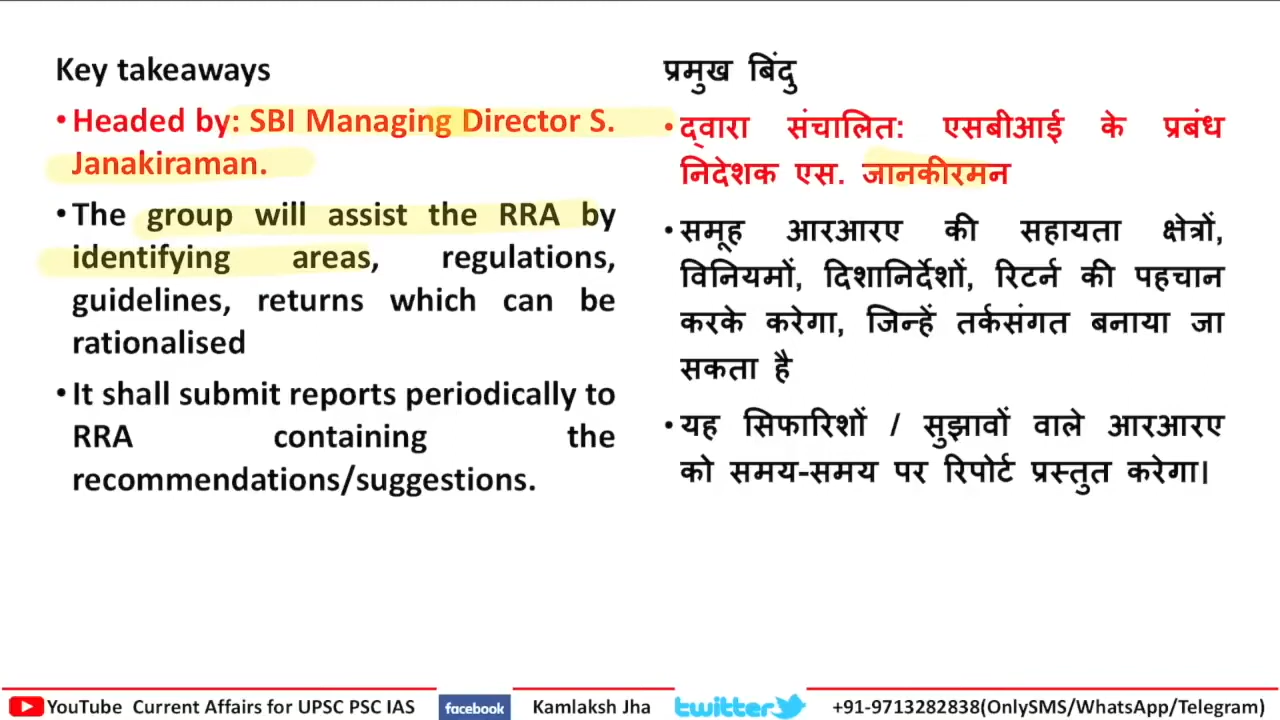 Key takeaways
•Headed by: SBI Managing Director S.
Janakiraman.
•The group will assist the RRA by
identifying areas, regulations,
guidelines, returns which can be
rationalised
•It shall submit reports periodically to
RRA containing the
recommendations/suggestions.
प्रमुख बिंदु
•द्वारा संचालित: एसबीआई के प्रबंध
निदेशक एस. जानकीरमन
•समूह आरआरए की सहायता क्षेत्रों,
विनियमों, दिशानिर्देशों, रिटर्न की पहचान
करके करेगा, जिन्हें तर्कसंगत बनाया जा
सकता है
•यह सिफारिशों / सुझावों वाले आरआरए
को समय-समय पर रिपोर्ट प्रस्तुत करेगा।
YouTube Current Affairs for UPSC PSC IAS facebook Kamlaksh Jha twitter +91-9713282838(OnlySMS/WhatsApp/Telegram)